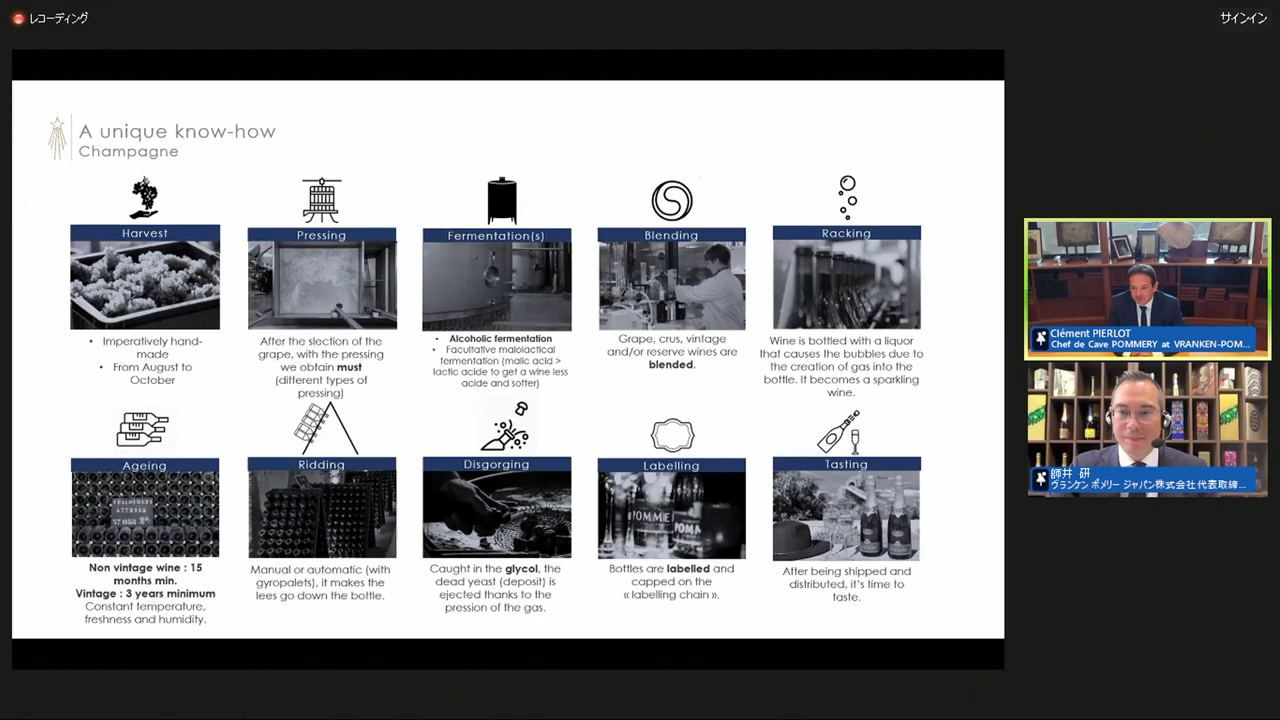 レコーディング
サインイン
A unique know-how
Champagne
Harvest
Pressing
Fermentation(s)
Blending
Racking
• Imperatively hand-
made
• From August to
October
After the slection of the
grape, with the pressing
we obtain must
(different types of
pressing)
• Alcoholic fermentation
• Facultative malolactical
fermentation (malic acid >
lactic acide to get a wine less
acide and softer)
Grape, crus, vintage
and/or reserve wines are
blended.
Wine is bottled with a liquor
that causes the bubbles due to
the creation of gas into the
bottle. It becomes a sparkling
wine.
Ageing
Ridding
Disgorging
Labelling
Tasting
POMME
POMM
Non vintage wine : 15
months min.
Vintage : 3 years minimum
Constant temperature,
freshness and humidity.
Manual or automatic (with
gyropalets), it makes the
lees go down the bottle.
Caught in the glycol, the
dead yeast (deposit) is
ejected thanks to the
pression of the gas.
Bottles are labelled and
capped on the
« labelling chain ».
After being shipped and
distributed, it's time to
taste.
Clément PIERLOT
Chef de Cave POMMERY at VRANKEN-POM...
師井 研
ヴランケン ポメリー ジャパン株式会社 代表取締...